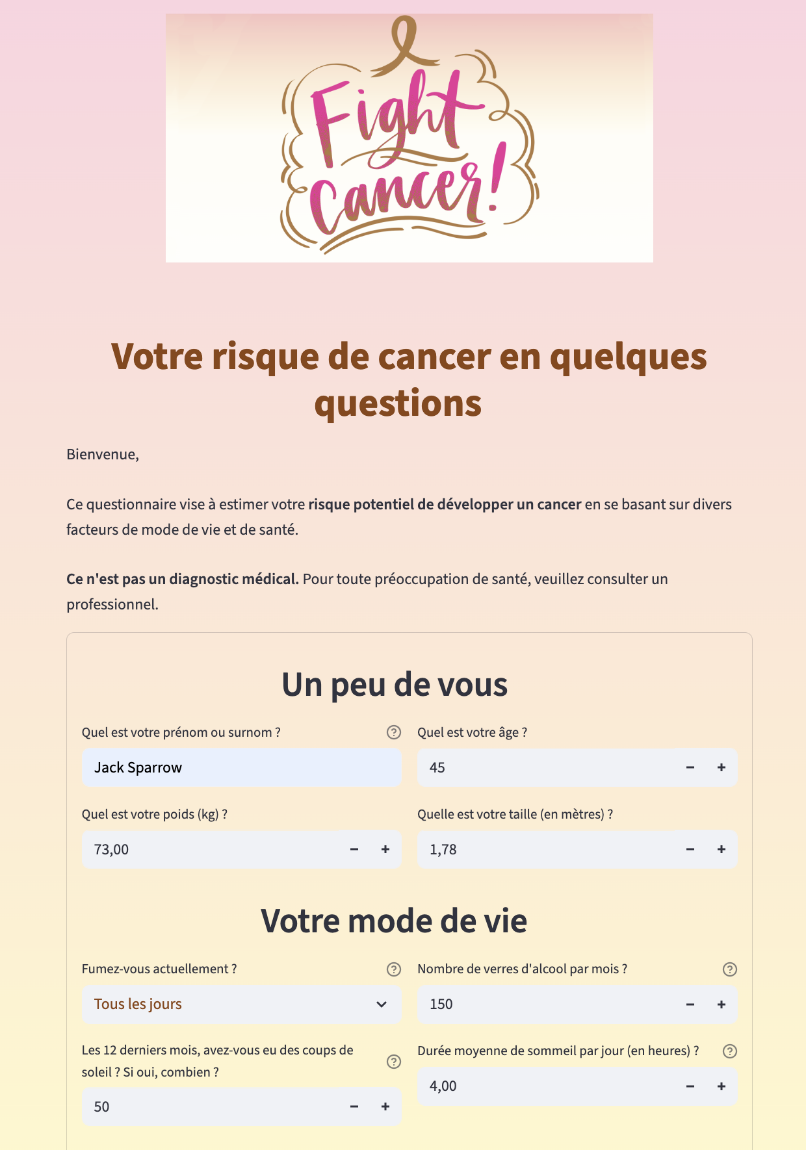 Fight
Cancer!
Votre risque de cancer en quelques
questions
Bienvenue,
Ce questionnaire vise à estimer votre risque potentiel de développer un cancer en se basant sur divers
facteurs de mode de vie et de santé.
Ce n'est pas un diagnostic médical. Pour toute préoccupation de santé, veuillez consulter un
professionnel.
Un peu de vous
Quel est votre prénom ou surnom ?
Quel est votre âge ?
Jack Sparrow
45
Quel est votre poids (kg) ?
Quelle est votre taille (en mètres) ?
73,00
1,78
Votre mode de vie
Fumez-vous actuellement ?
Nombre de verres d'alcool par mois ?
Tous les jours
150
Les 12 derniers mois, avez-vous eu des coups de
soleil ? Si oui, combien ?
Durée moyenne de sommeil par jour (en heures) ?
50
4,00